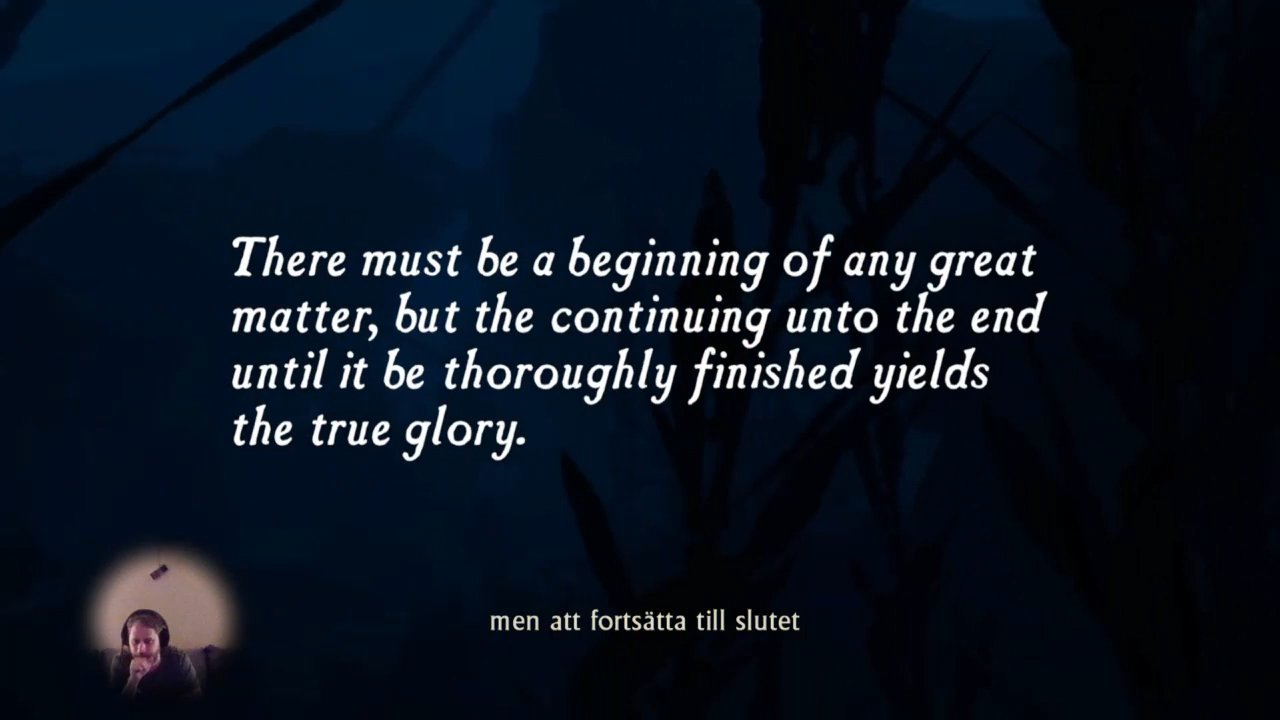 There must be a beginning of any great
matter, but the continuing unto the end
until it be thoroughly finished yields
the true glory.
men att fortsätta till slutet